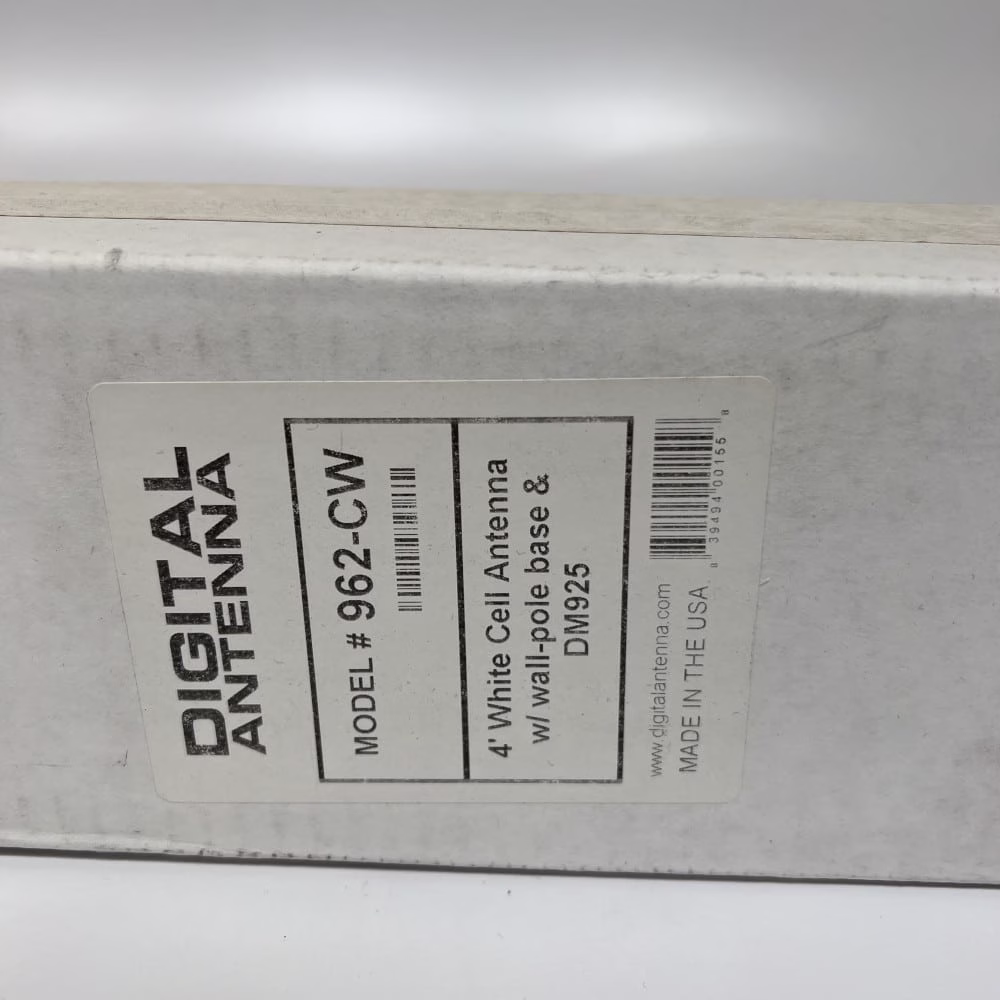 DIGITAL
ANTENNA
MODEL # 962-CW
4' White Cell Antenna
w/ wall-pole base &
DM925
www.digitalantenna.com
MADE IN THE USA
8 39494 00155 8